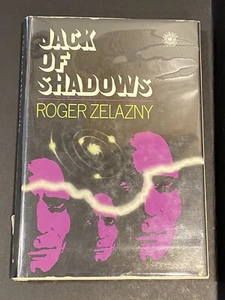 JACK
OF
SHADOWS
ROGER ZELAZNY